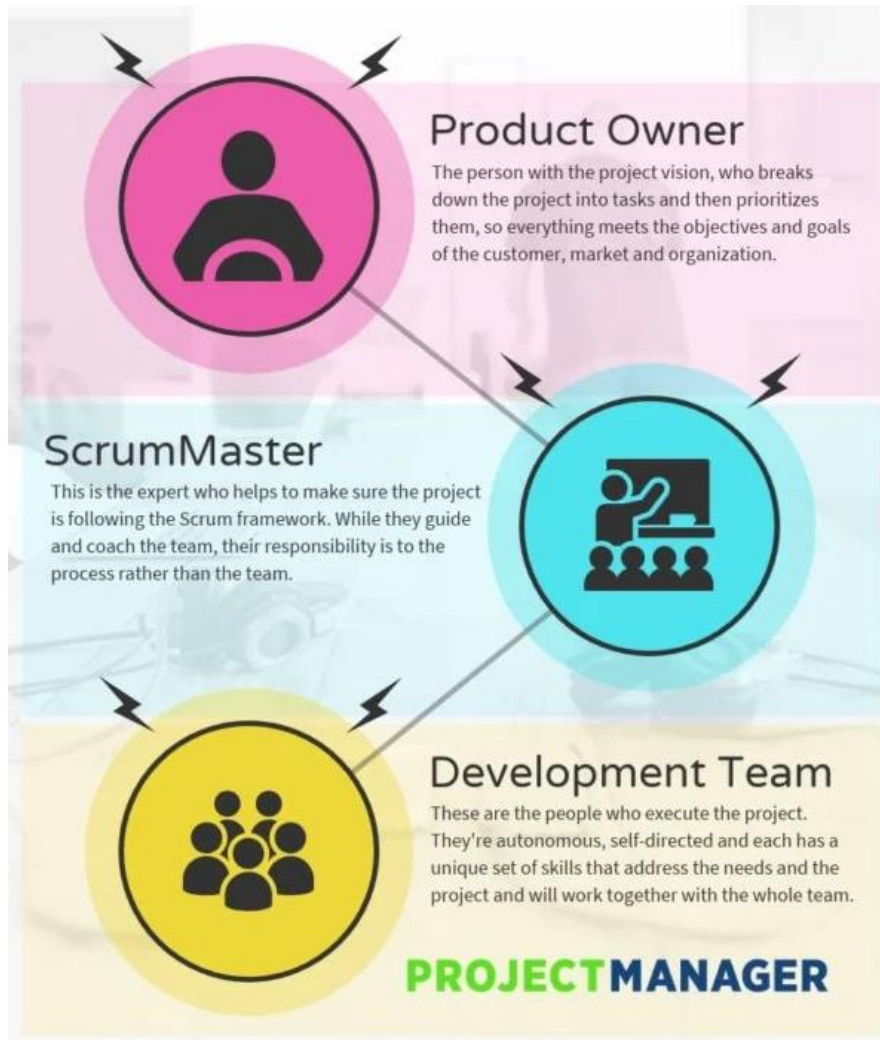 Product Owner
The person with the project vision, who breaks
down the project into tasks and then prioritizes
them, so everything meets the objectives and goals
of the customer, market and organization.
ScrumMaster
This is the expert who helps to make sure the project
is following the Scrum framework. While they guide
and coach the team, their responsibility is to the
process rather than the team.
Development Team
These are the people who execute the project.
They're autonomous, self-directed and each has a
unique set of skills that address the needs and the
project and will work together with the whole team.
PROJECTMANAGER